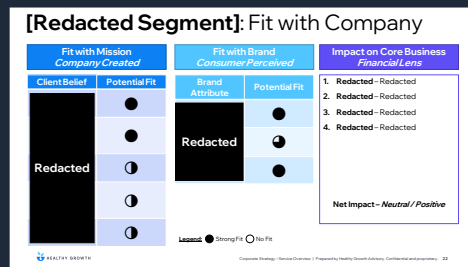 [Redacted Segment]: Fit with Company
Fit with Mission
Company Created
Client Belief
Potential Fit
Redacted
Fit with Brand
Consumer Perceived
Brand
Attribute
Potential Fit
Redacted
Impact on Core Business
Financial Lens
1. Redacted – Redacted
2. Redacted – Redacted
3. Redacted – Redacted
4. Redacted – Redacted
Net Impact – Neutral / Positive
Legend: Strong Fit No Fit
HEALTHY GROWTH
Corporate Strategy - Service Overview | Prepared by Healthy Growth Advisory. Confidential and proprietary. 22